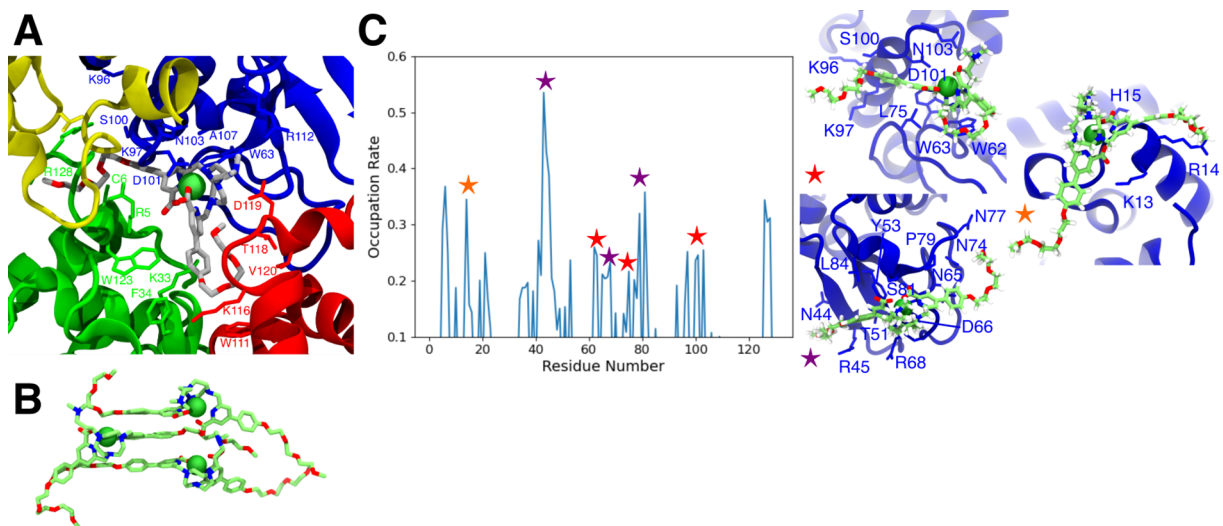 A
K96
S100
N103
A107
R112
K97
W63
R128
D101
C6
D119
R5
T118
W123
K33
V120
F34
K116
W111
B
C
0.6
0.5
0.4
0.3
0.2
0.1
Occupation Rate
0
20
40
60
80
100
120
Residue Number
S100
N103
K96
D101
L75
K97
W63
W62
H15
R14
K13
Y53
N77
P79
N74
L84
N65
S81
N44
T51
D66
R45
R68